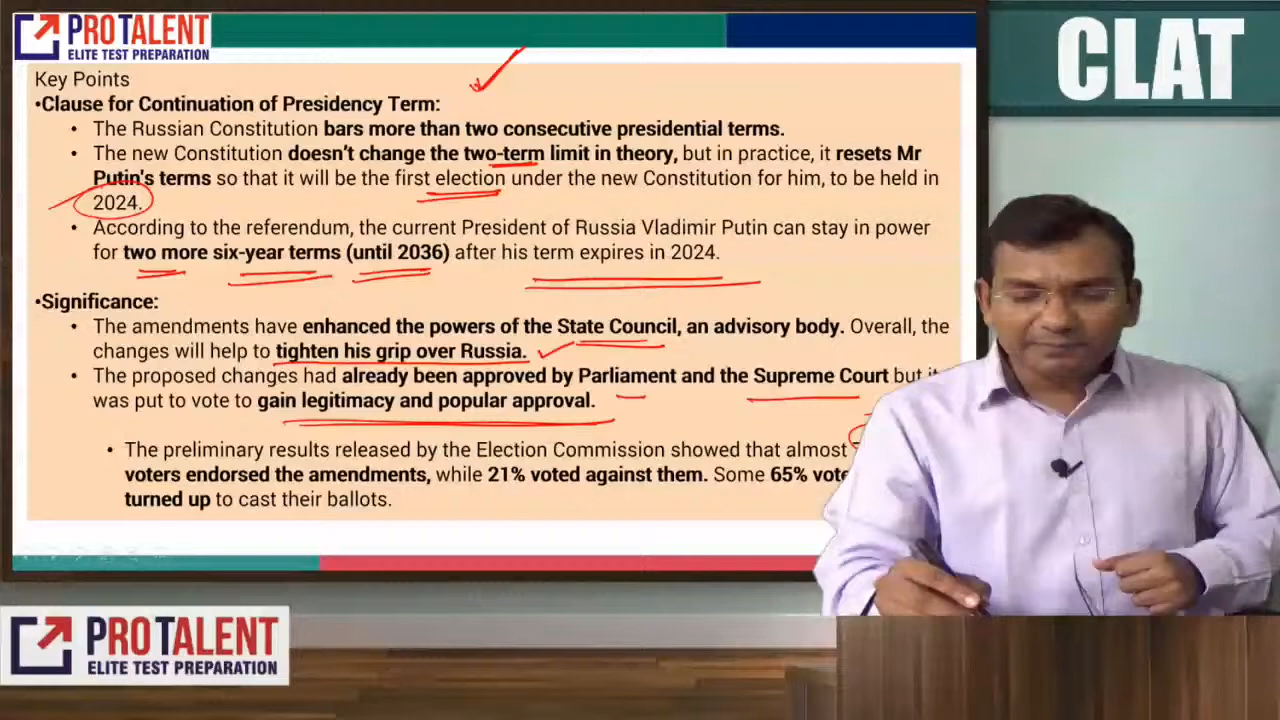 PROTALENT
ELITE TEST PREPARATION
CLAT
Key Points
•Clause for Continuation of Presidency Term:
• The Russian Constitution bars more than two consecutive presidential terms.
• The new Constitution doesn't change the two-term limit in theory, but in practice, it resets Mr
Putin's terms so that it will be the first election under the new Constitution for him, to be held in
2024.
• According to the referendum, the current President of Russia Vladimir Putin can stay in power
for two more six-year terms (until 2036) after his term expires in 2024.
•Significance:
• The amendments have enhanced the powers of the State Council, an advisory body. Overall, the
changes will help to tighten his grip over Russia.
• The proposed changes had already been approved by Parliament and the Supreme Court but it
was put to vote to gain legitimacy and popular approval.
• The preliminary results released by the Election Commission showed that almost
voters endorsed the amendments, while 21% voted against them. Some 65%
turned up to cast their ballots.
PROTALENT
ELITE TEST PREPARATION